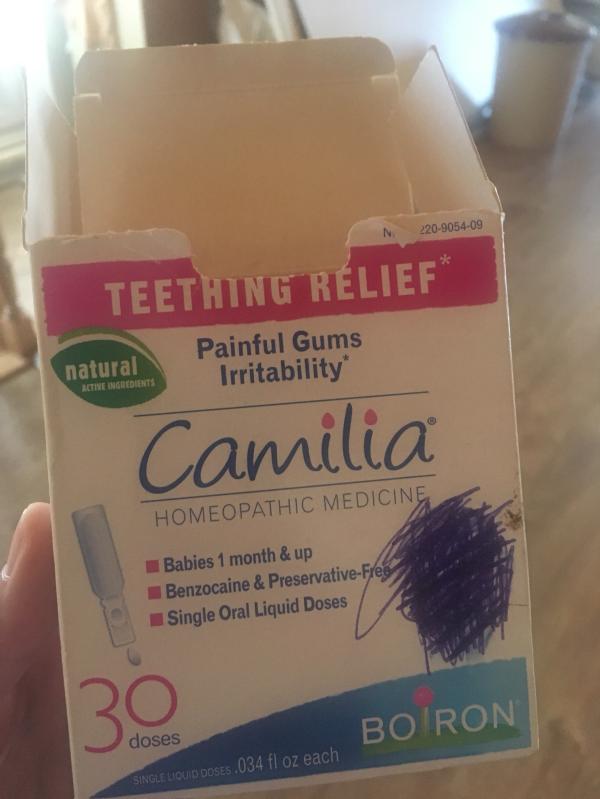 220-9054-09
TEETHING RELIEF*
natural
ACTIVE INGREDIENTS
Painful Gums
Irritability*
Camilia®
HOMEOPATHIC MEDICINE
Babies 1 month & up
Benzocaine & Preservative-Free
Single Oral Liquid Doses
30
doses
SINGLE LIQUID DOSES .034 fl oz each
BOIRON®